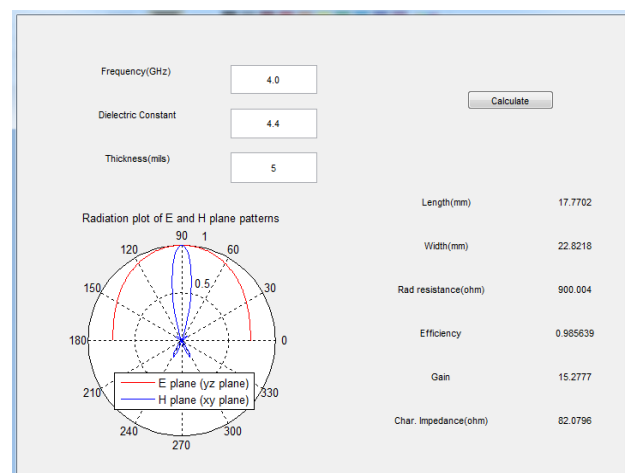 Frequency(GHz)
4.0
Calculate
Dielectric Constant
4.4
Thickness(mils)
5
Length(mm)
17.7702
Width(mm)
22.8218
Rad resistance(ohm)
900.004
Efficiency
0.985639
Gain
15.2777
Char. Impedance(ohm)
82.0796
Radiation plot of E and H plane patterns
90
1
120
60
0.5
150
30
180
0
E plane (yz plane)
H plane (xy plane)
210
330
240
300
270